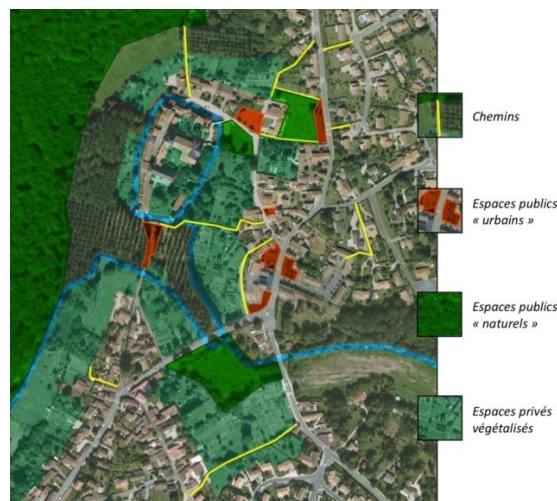 Chemins
Espaces publics
« urbains »
Espaces publics
« naturels »
Espaces privés
végétalisés